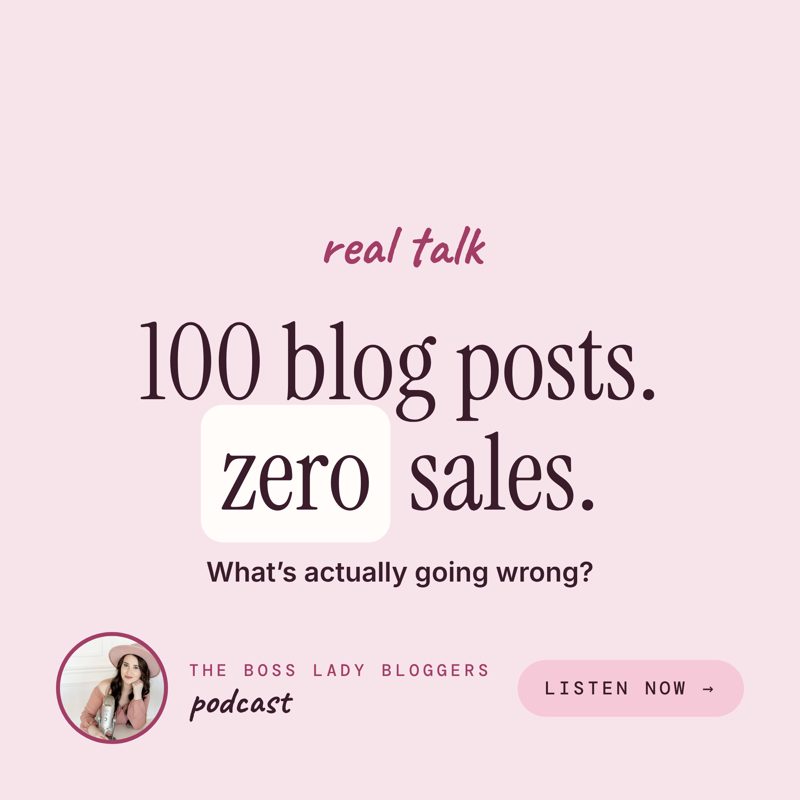 real talk
100 blog posts.
zero sales.
What's actually going wrong?
THE BOSS LADY BLOGGERS
podcast
LISTEN NOW →